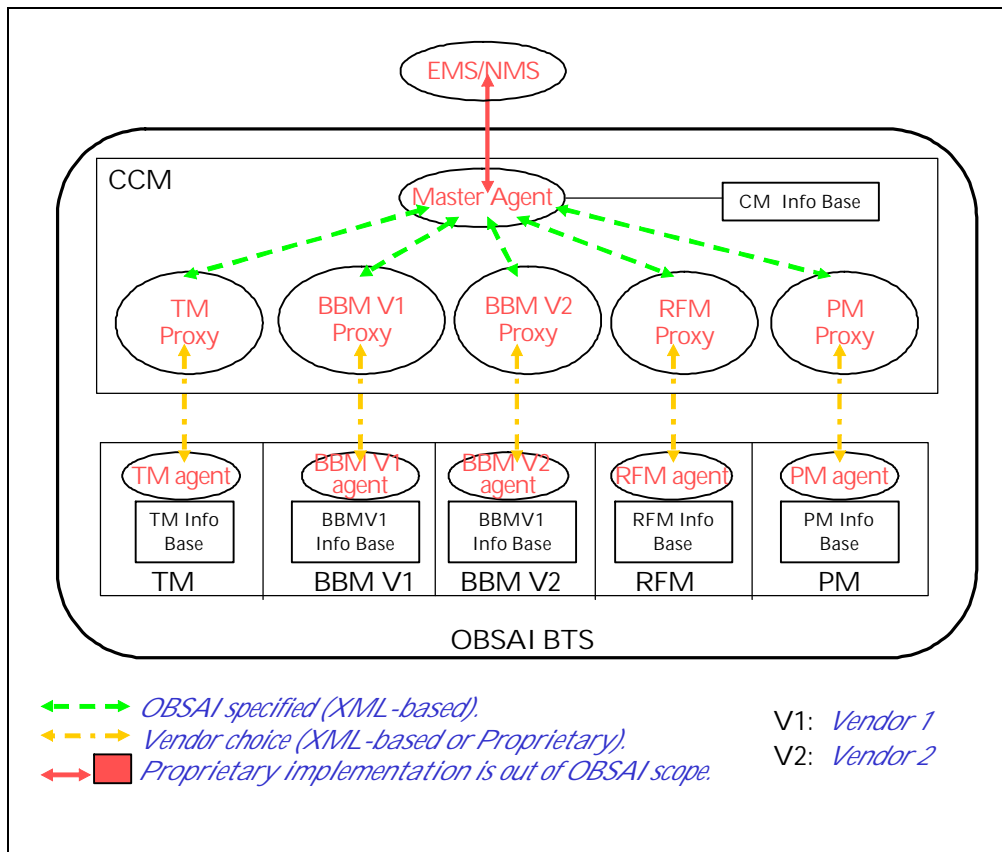 EMS/NMS
CCM
Master Agent
CM Info Base
TM
Proxy
BBM V1
Proxy
BBM V2
Proxy
RFM
Proxy
PM
Proxy
TM agent
BBM V1
agent
BBM V2
agent
RFM agent
PM agent
TM Info
Base
BBMV1
Info Base
BBMV1
Info Base
RFM Info
Base
PM Info
Base
TM
BBM V1
BBM V2
RFM
PM
OBSAI BTS
OBSAI specified (XML-based).
Vendor choice (XML-based or Proprietary).
Proprietary implementation is out of OBSAI scope.
V1: Vendor 1
V2: Vendor 2